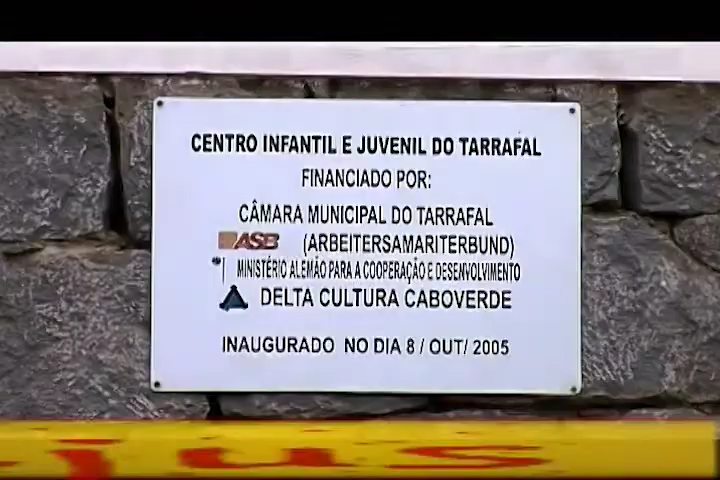 CENTRO INFANTIL E JUVENIL DO TARRAFAL
FINANCIADO POR:
CÂMARA MUNICIPAL DO TARRAFAL
ASB (ARBEITERSAMARITERBUND)
MINISTÉRIO ALEMÃO PARA A COOPERAÇÃO E DESENVOLVIMENTO
DELTA CULTURA CABOVERDE
INAUGURADO NO DIA 8 / OUT/ 2005